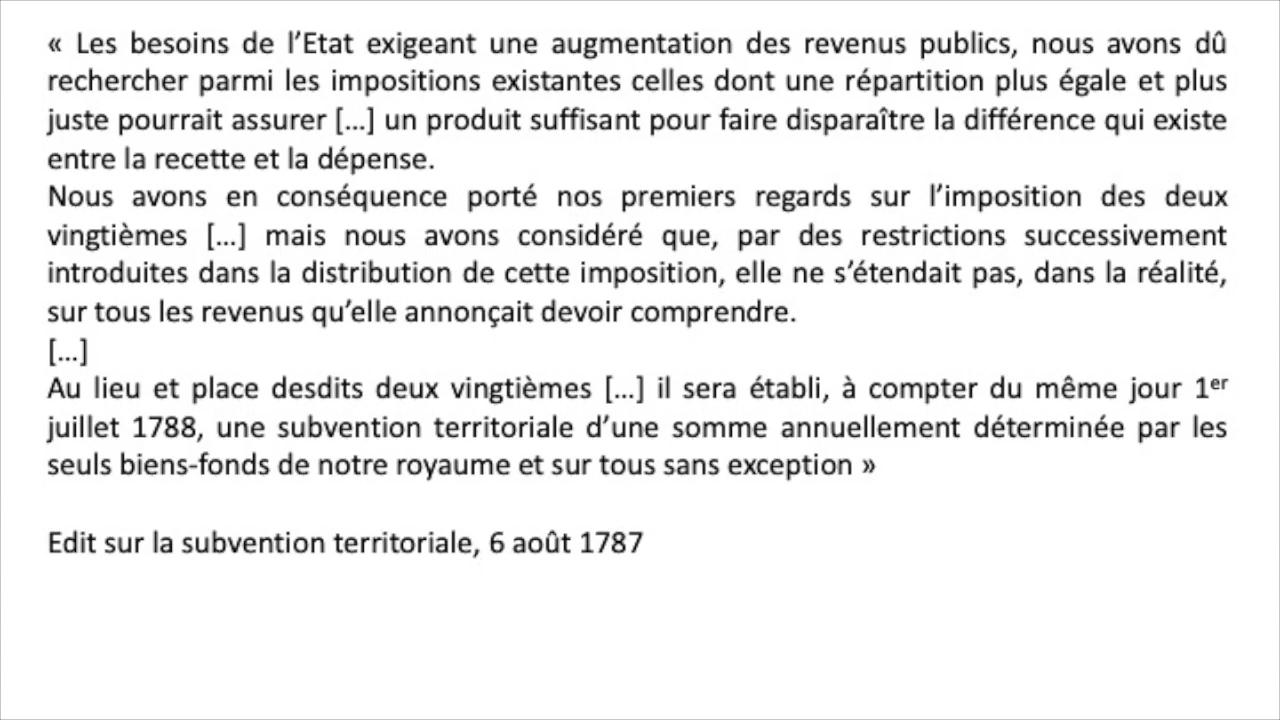 « Les besoins de l’Etat exigeant une augmentation des revenus publics, nous avons dû
rechercher parmi les impositions existantes celles dont une répartition plus égale et plus
juste pourrait assurer […] un produit suffisant pour faire disparaître la différence qui existe
entre la recette et la dépense.
Nous avons en conséquence porté nos premiers regards sur l’imposition des deux
vingtièmes […] mais nous avons considéré que, par des restrictions successivement
introduites dans la distribution de cette imposition, elle ne s’étendait pas, dans la réalité,
sur tous les revenus qu’elle annonçait devoir comprendre.
[…]
Au lieu et place desdits deux vingtièmes […] il sera établi, à compter du même jour 1er
juillet 1788, une subvention territoriale d’une somme annuellement déterminée par les
seuls biens-fonds de notre royaume et sur tous sans exception »
Edit sur la subvention territoriale, 6 août 1787